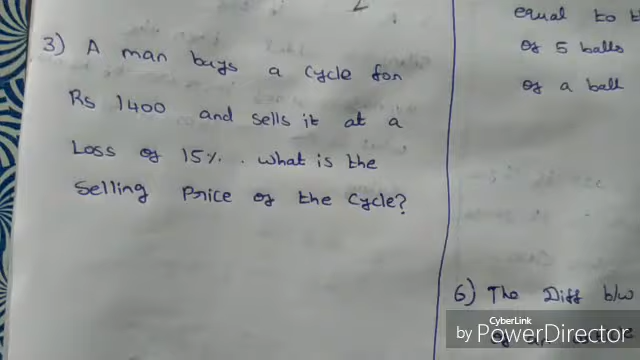 3) A man buys a cycle for
Rs 1400 and sells it at a
Loss of 15%. What is the
Selling Price of the Cycle?
equal to
of 5 balls
of a ball
6) The Diff b/w
CyberLink
by PowerDirector